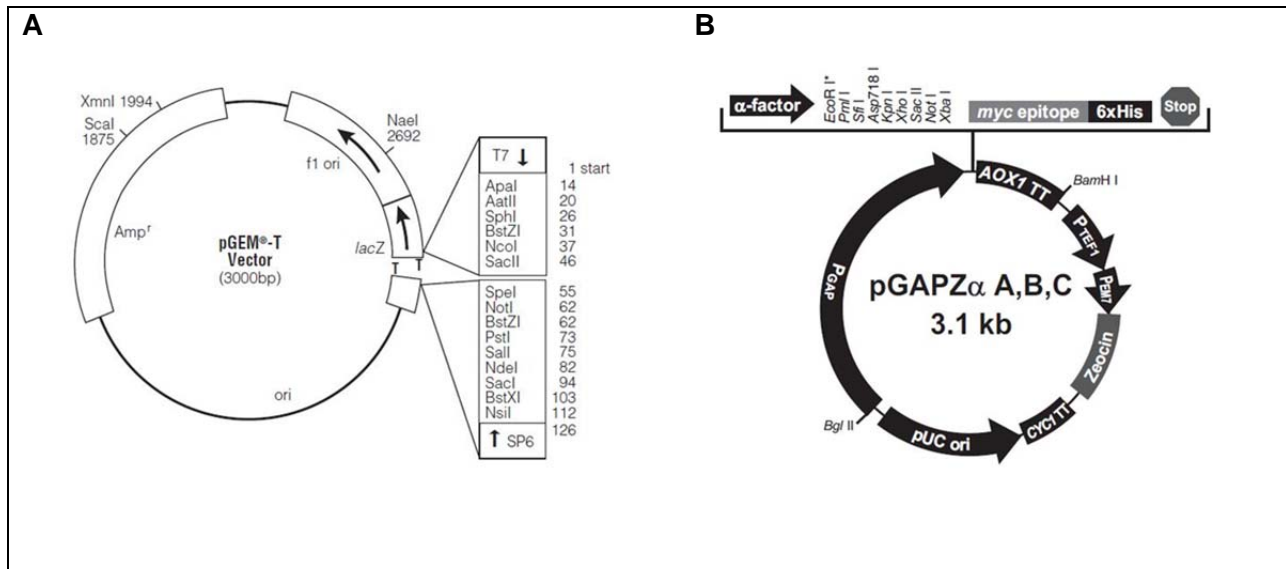 A
XmnI 1994
ScaI
1875
NaeI
2692
f1 ori
Ampʳ
pGEM®-T
Vector
(3000bp)
lacZ
T T
ori
T7 ↓
1 start
ApaI 14
AatII 20
SphI 26
BstZI 31
NcoI 37
SacII 46
SpeI 55
NotI 62
BstZI 62
PstI 73
SalI 75
NdeI 82
SacI 94
BstXI 103
NsiI 112
↑ SP6 126
B
α-factor
EcoR I*
Pml I
Sfi I
Asp718 I
Kpn I
Xho I
Sac II
Not I
Xba I
myc epitope
6xHis
Stop
AOX1 TT
BamH I
PTEF1
PEM7
PGAP
pGAPZα A,B,C
3.1 kb
Zeocin
CYC1 TT
pUC ori
Bgl II